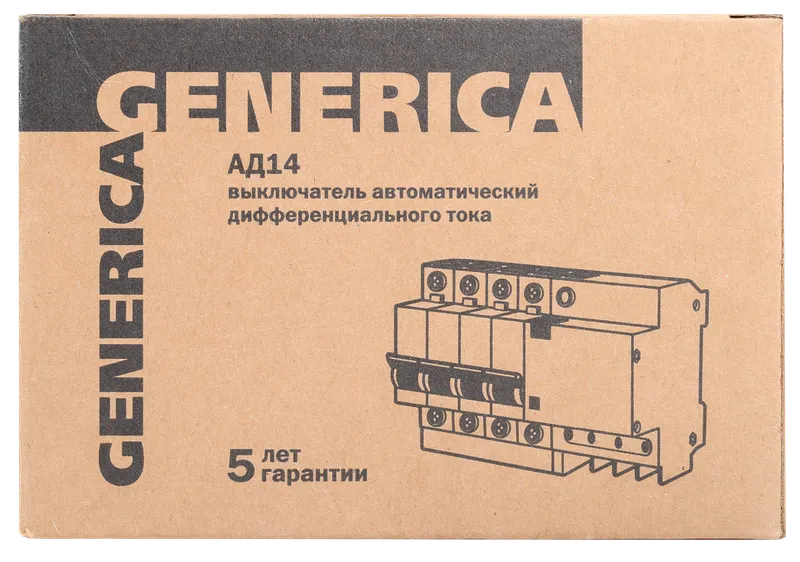 GENERICA
GENERICA
АД14
выключатель автоматический
дифференциального тока
5 лет
гарантии